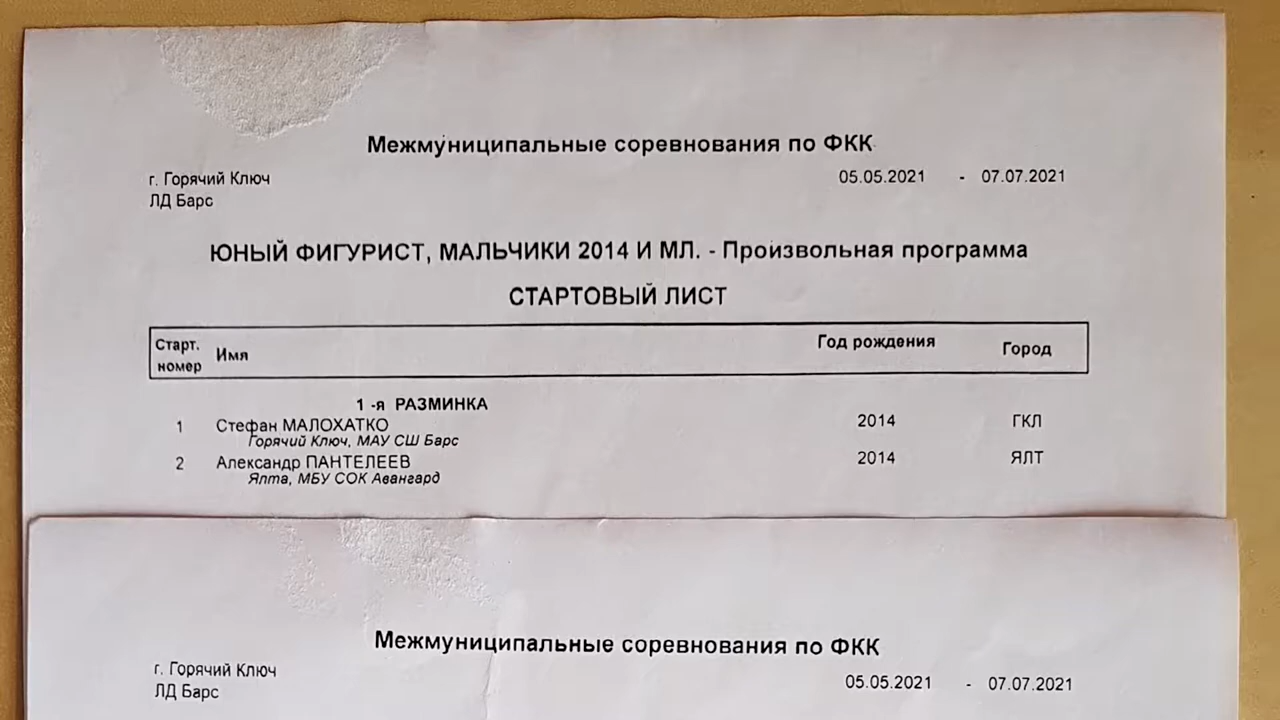 Межмуниципальные соревнования по ФКК
г. Горячий Ключ 05.05.2021 - 07.07.2021
ЛД Барс
ЮНЫЙ ФИГУРИСТ, МАЛЬЧИКИ 2014 И МЛ. - Произвольная программа
СТАРТОВЫЙ ЛИСТ
Старт. номер Имя Год рождения Город
1 -я РАЗМИНКА
1 Стефан МАЛОХАТКО 2014 ГКЛ
Горячий Ключ, МАУ СШ Барс
2 Александр ПАНТЕЛЕЕВ 2014 ЯЛТ
Ялта, МБУ СОК Авангард
Межмуниципальные соревнования по ФКК
г. Горячий Ключ 05.05.2021 - 07.07.2021
ЛД Барс